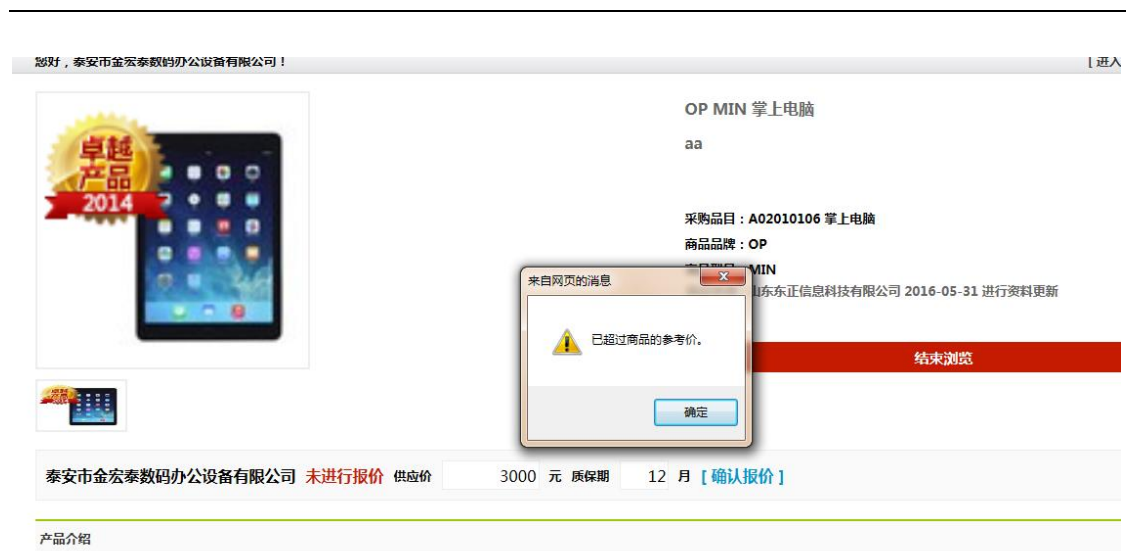 您好，泰安市金宏泰数码办公设备有限公司！
[ 进入
卓越
产品
2014
OP MIN 掌上电脑
aa
采购品目：A02010106 掌上电脑
商品品牌：OP
MIN
山东东正信息科技有限公司 2016-05-31 进行资料更新
来自网页的消息
已超过商品的参考价。
确定
结束浏览
泰安市金宏泰数码办公设备有限公司 未进行报价 供应价 3000 元 质保期 12 月 [ 确认报价 ]
产品介绍